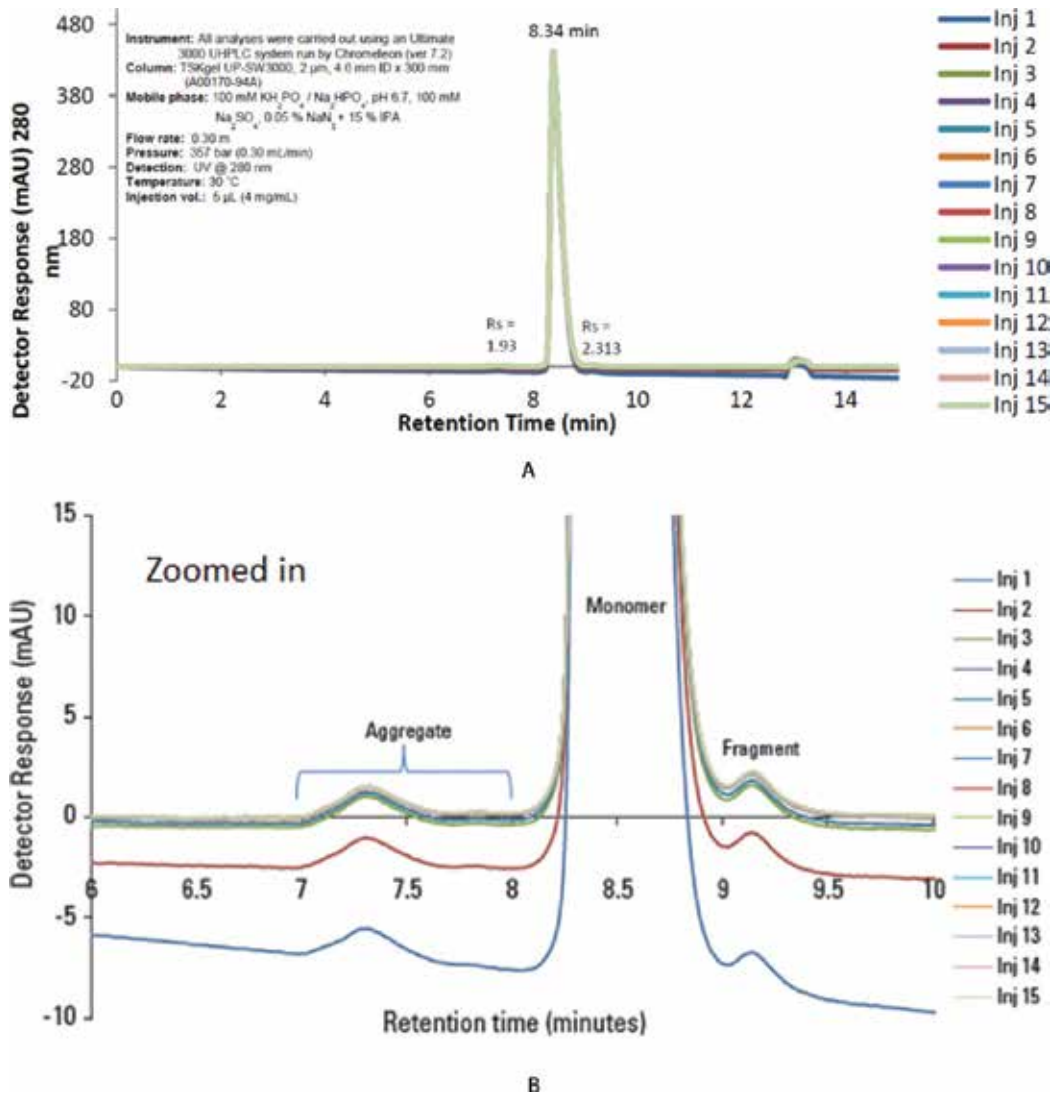 480
380
280
180
80
-20
Detector Response (mAU) 280
nm
Instrument: All analyses were carried out using an Ultimate
3000 UHPLC system run by Chromeleon (ver 7.2)
Column: TSKgel UP-SW3000, 2 µm, 4.6 mm ID x 300 mm
(A00170-94A)
Mobile phase: 100 mM KH2PO4 / Na2HPO4, pH 6.7, 100 mM
Na2SO4, 0.05 % NaN3 + 15 % IPA
Flow rate: 0.30 m
Pressure: 357 bar (0.30 mL/min)
Detection: UV @ 280 nm
Temperature: 30 °C
Injection vol.: 5 µL (4 mg/mL)
8.34 min
Rs =
1.93
Rs =
2.313
0 2 4 6 8 10 12 14
Retention Time (min)
Inj 1
Inj 2
Inj 3
Inj 4
Inj 5
Inj 6
Inj 7
Inj 8
Inj 9
Inj 10
Inj 11
Inj 12
Inj 13
Inj 14
Inj 15
A
15
10
5
0
-5
-10
Detector Response (mAU)
Zoomed in
Aggregate
Monomer
Fragment
6 6.5 7 7.5 8 8.5 9 9.5 10
Retention time (minutes)
Inj 1
Inj 2
Inj 3
Inj 4
Inj 5
Inj 6
Inj 7
Inj 8
Inj 9
Inj 10
Inj 11
Inj 12
Inj 13
Inj 14
Inj 15
B